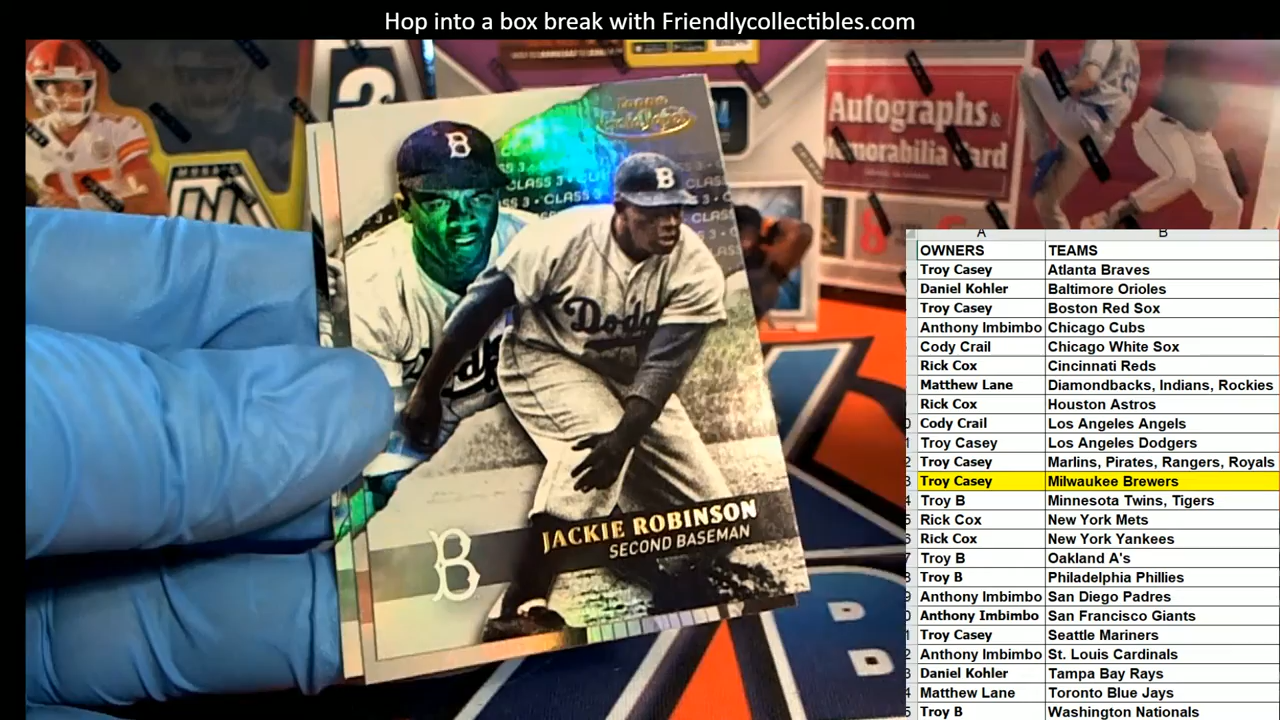 Hop into a box break with Friendlycollectibles.com
Autographs &
Memorabilia Card
CLASS 3 • CLASS
B
B
Dodg
JACKIE ROBINSON
SECOND BASEMAN
B
A B
OWNERS TEAMS
Troy Casey Atlanta Braves
Daniel Kohler Baltimore Orioles
Troy Casey Boston Red Sox
Anthony Imbimbo Chicago Cubs
Cody Crail Chicago White Sox
Rick Cox Cincinnati Reds
Matthew Lane Diamondbacks, Indians, Rockies
Rick Cox Houston Astros
Cody Crail Los Angeles Angels
Troy Casey Los Angeles Dodgers
Troy Casey Marlins, Pirates, Rangers, Royals
Troy Casey Milwaukee Brewers
Troy B Minnesota Twins, Tigers
Rick Cox New York Mets
Rick Cox New York Yankees
Troy B Oakland A's
Troy B Philadelphia Phillies
Anthony Imbimbo San Diego Padres
Anthony Imbimbo San Francisco Giants
Troy Casey Seattle Mariners
Anthony Imbimbo St. Louis Cardinals
Daniel Kohler Tampa Bay Rays
Matthew Lane Toronto Blue Jays
Troy B Washington Nationals